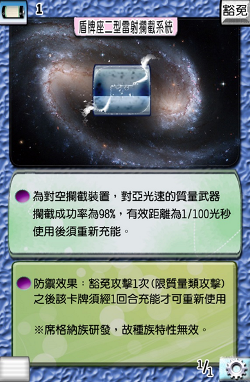 1
豁免
盾牌座二型雷射攔截系統
為對空攔截裝置，對亞光速的質量武器
攔截成功率為98%，有效距離為1/100光秒
使用後須重新充能。
防禦效果：豁免攻擊1次(限質量類攻擊)
之後該卡牌須經1回合充能才可重新使用
※席格納族研發，故種族特性無效。
1/1